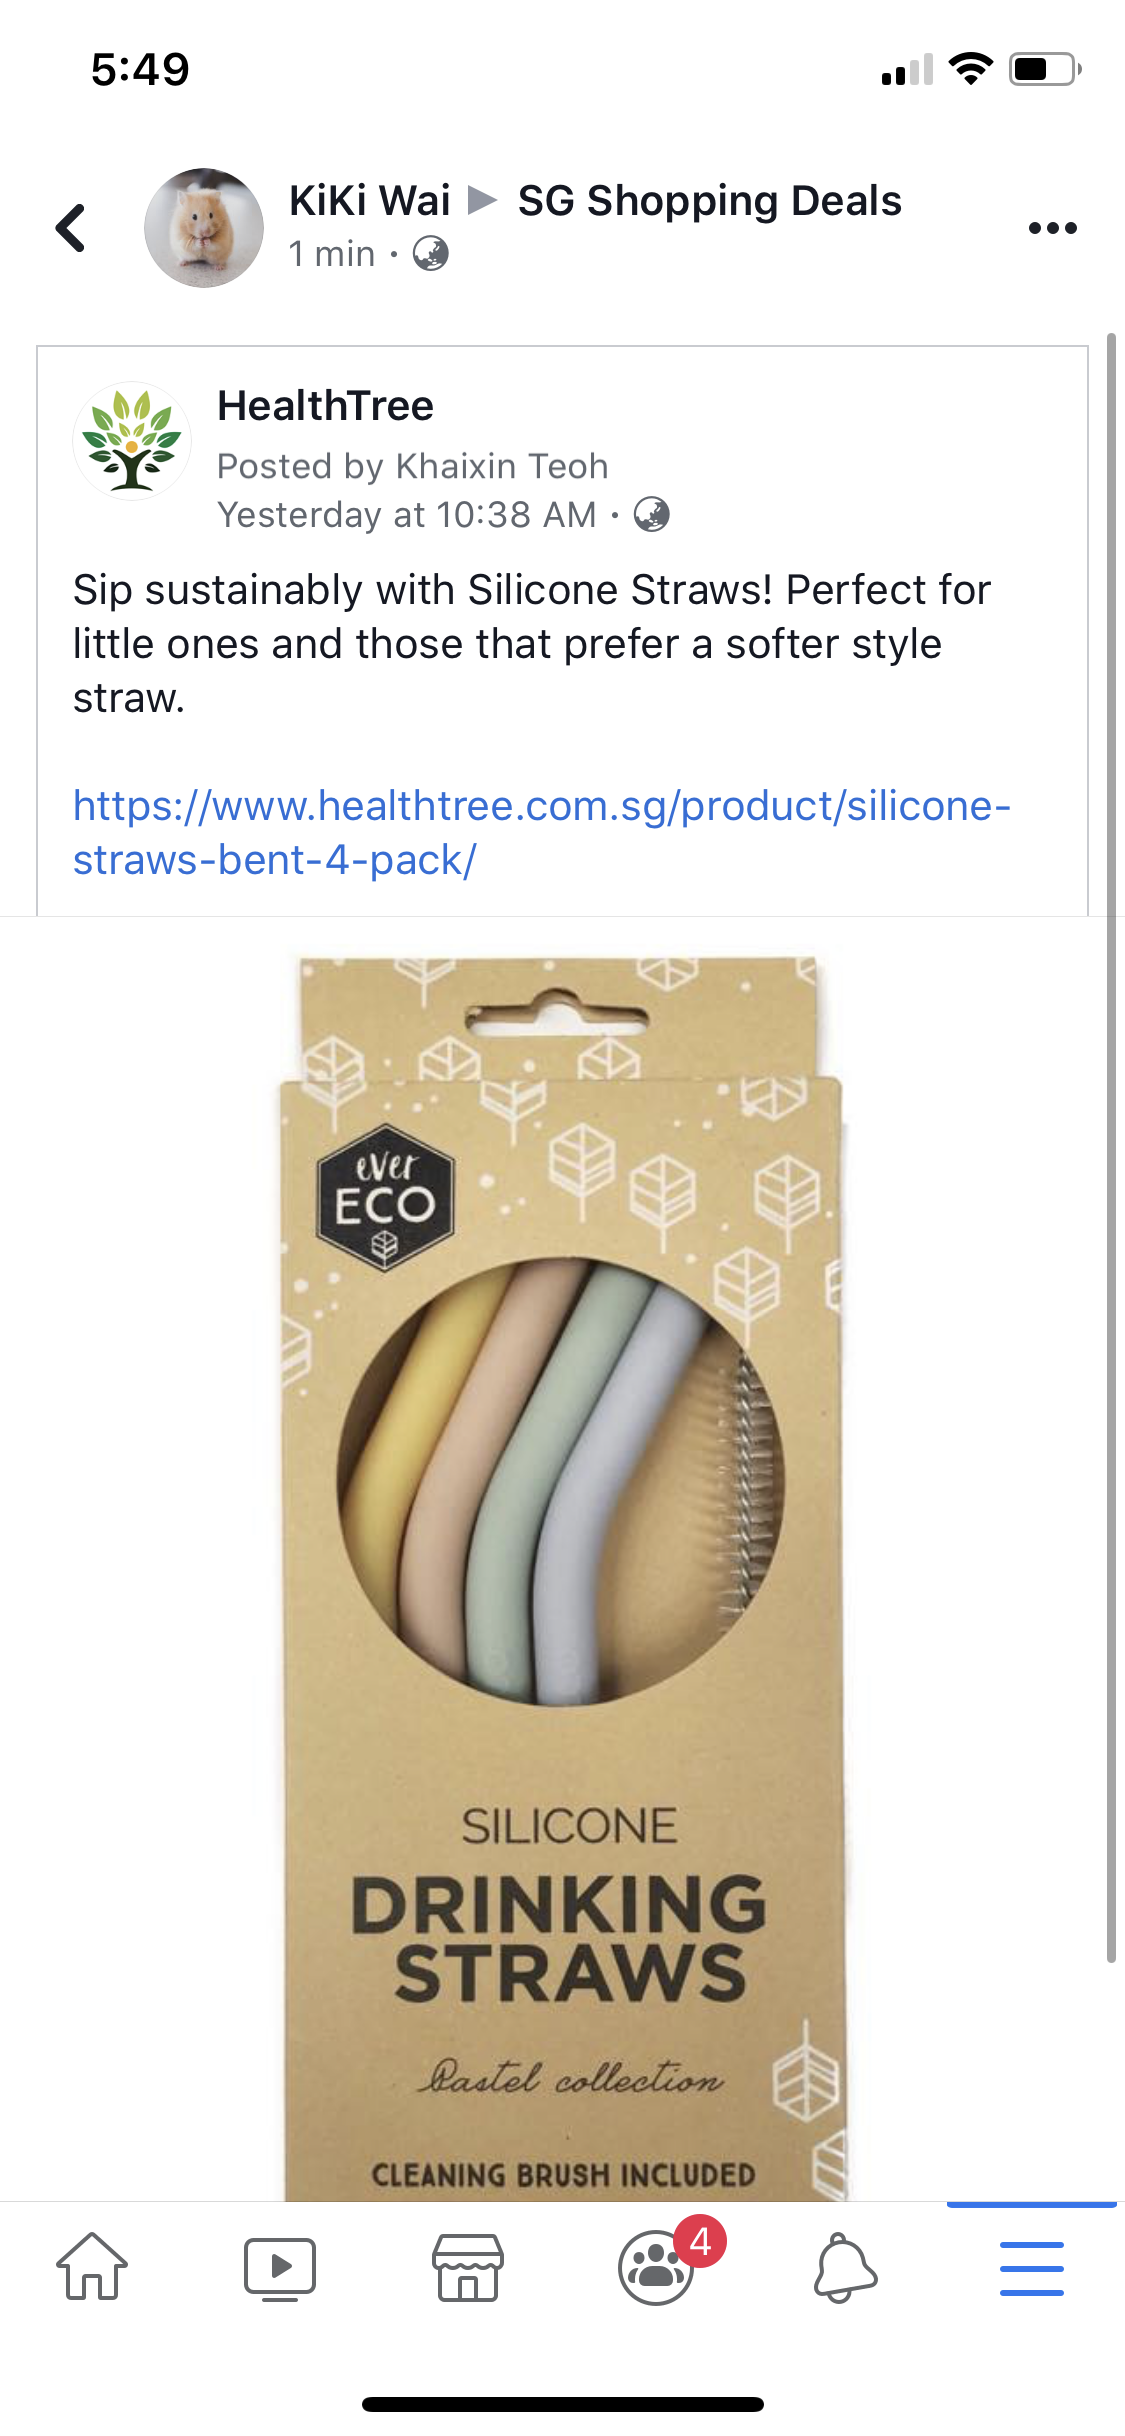 5:49
KiKi Wai ▶ SG Shopping Deals
1 min ·
HealthTree
Posted by Khaixin Teoh
Yesterday at 10:38 AM ·
Sip sustainably with Silicone Straws! Perfect for
little ones and those that prefer a softer style
straw.
https://www.healthtree.com.sg/product/silicone-
straws-bent-4-pack/
ever
ECO
SILICONE
DRINKING
STRAWS
Pastel collection
CLEANING BRUSH INCLUDED
4